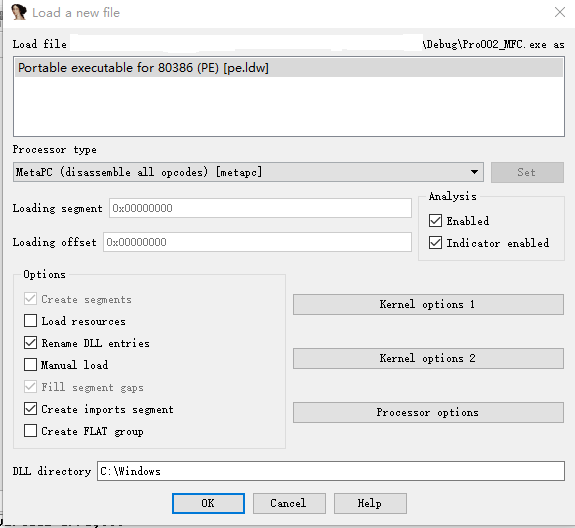 Load a new file
Load file \Debug\Pro002_MFC.exe as
Portable executable for 80386 (PE) [pe.ldw]
Processor type
MetaPC (disassemble all opcodes) [metapc]
Set
Analysis
Loading segment 0x00000000
Enabled
Loading offset 0x00000000
Indicator enabled
Options
Create segments
Kernel options 1
Load resources
Rename DLL entries
Kernel options 2
Manual load
Fill segment gaps
Create imports segment
Processor options
Create FLAT group
DLL directory C:\Windows
OK Cancel Help